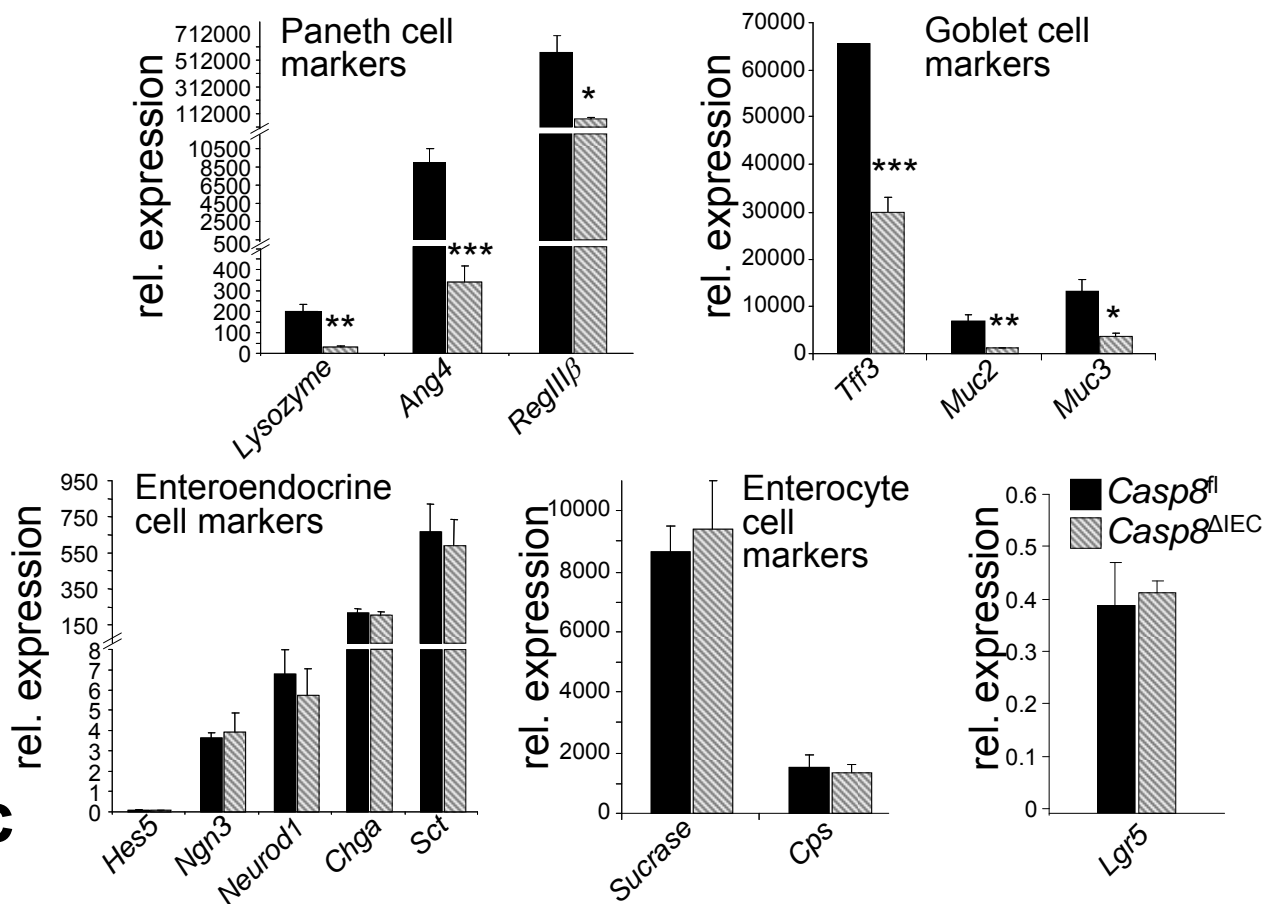 Paneth cell
markers
rel. expression
712000
512000
312000
112000
10500
8500
6500
4500
2500
500
400
300
200
100
0
**
***
*
Lysozyme
Ang4
RegIIIβ
Goblet cell
markers
rel. expression
70000
60000
50000
40000
30000
20000
10000
0
***
**
*
Tff3
Muc2
Muc3
Enteroendocrine
cell markers
rel. expression
950
750
550
350
150
8
7
6
5
4
3
2
1
0
Hes5
Ngn3
Neurod1
Chga
Sct
Enterocyte
cell
markers
rel. expression
10000
8000
6000
4000
2000
0
Sucrase
Cps
Casp8fl
Casp8ΔIEC
rel. expression
0.6
0.5
0.4
0.3
0.2
0.1
0
Lgr5
c